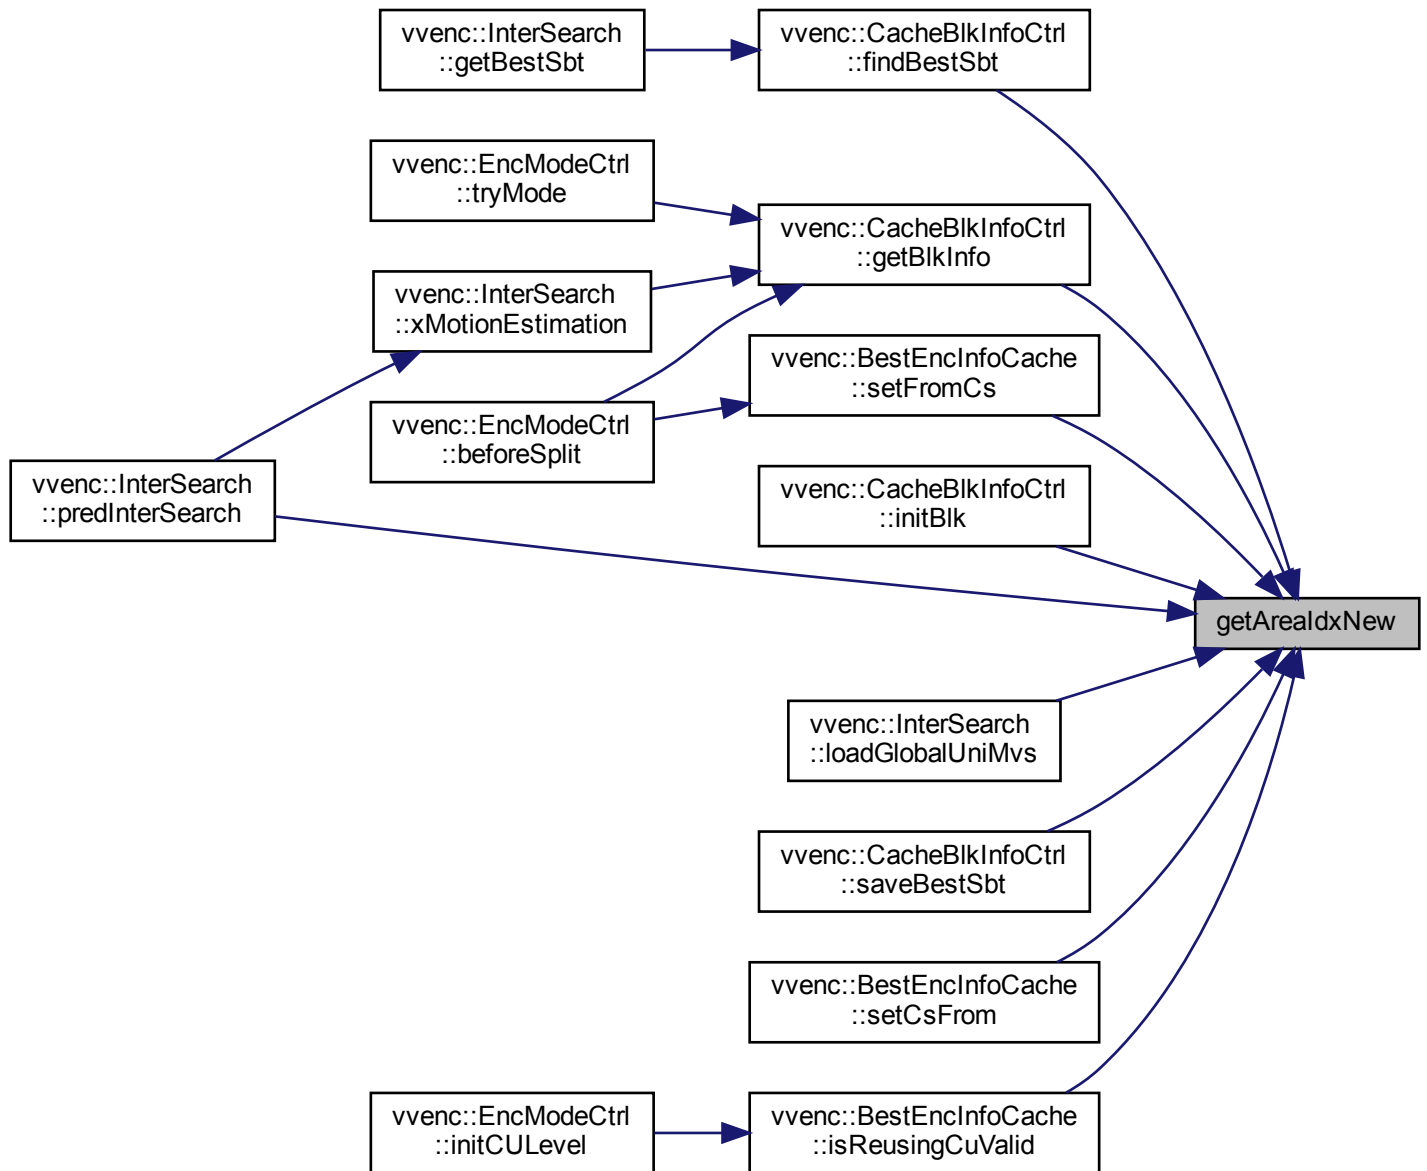 vvenc::InterSearch
::getBestSbt
vvenc::CacheBlkInfoCtrl
::findBestSbt
vvenc::EncModeCtrl
::tryMode
vvenc::CacheBlkInfoCtrl
::getBlkInfo
vvenc::InterSearch
::xMotionEstimation
vvenc::BestEncInfoCache
::setFromCs
vvenc::EncModeCtrl
::beforeSplit
vvenc::InterSearch
::predInterSearch
vvenc::CacheBlkInfoCtrl
::initBlk
getAreaIdxNew
vvenc::InterSearch
::loadGlobalUniMvs
vvenc::CacheBlkInfoCtrl
::saveBestSbt
vvenc::BestEncInfoCache
::setCsFrom
vvenc::EncModeCtrl
::initCULevel
vvenc::BestEncInfoCache
::isReusingCuValid